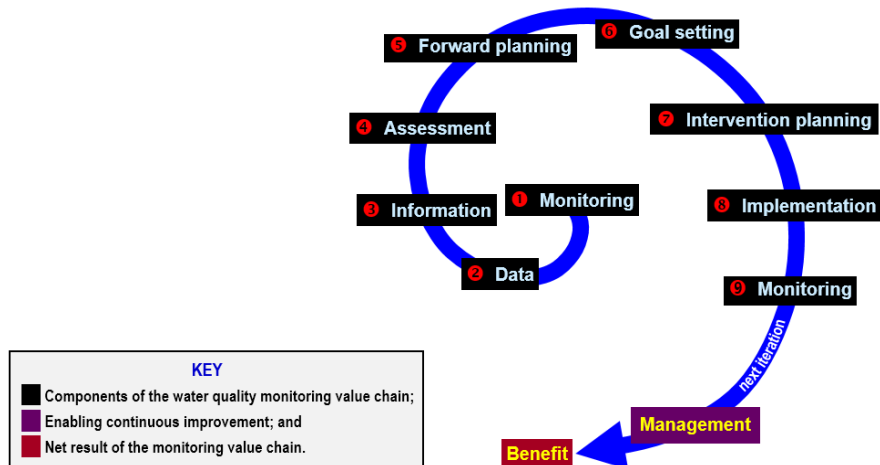 ❶ Monitoring
❷ Data
❸ Information
❹ Assessment
❺ Forward planning
❻ Goal setting
❼ Intervention planning
❽ Implementation
❾ Monitoring
next iteration
Management
Benefit
KEY
Components of the water quality monitoring value chain;
Enabling continuous improvement; and
Net result of the monitoring value chain.